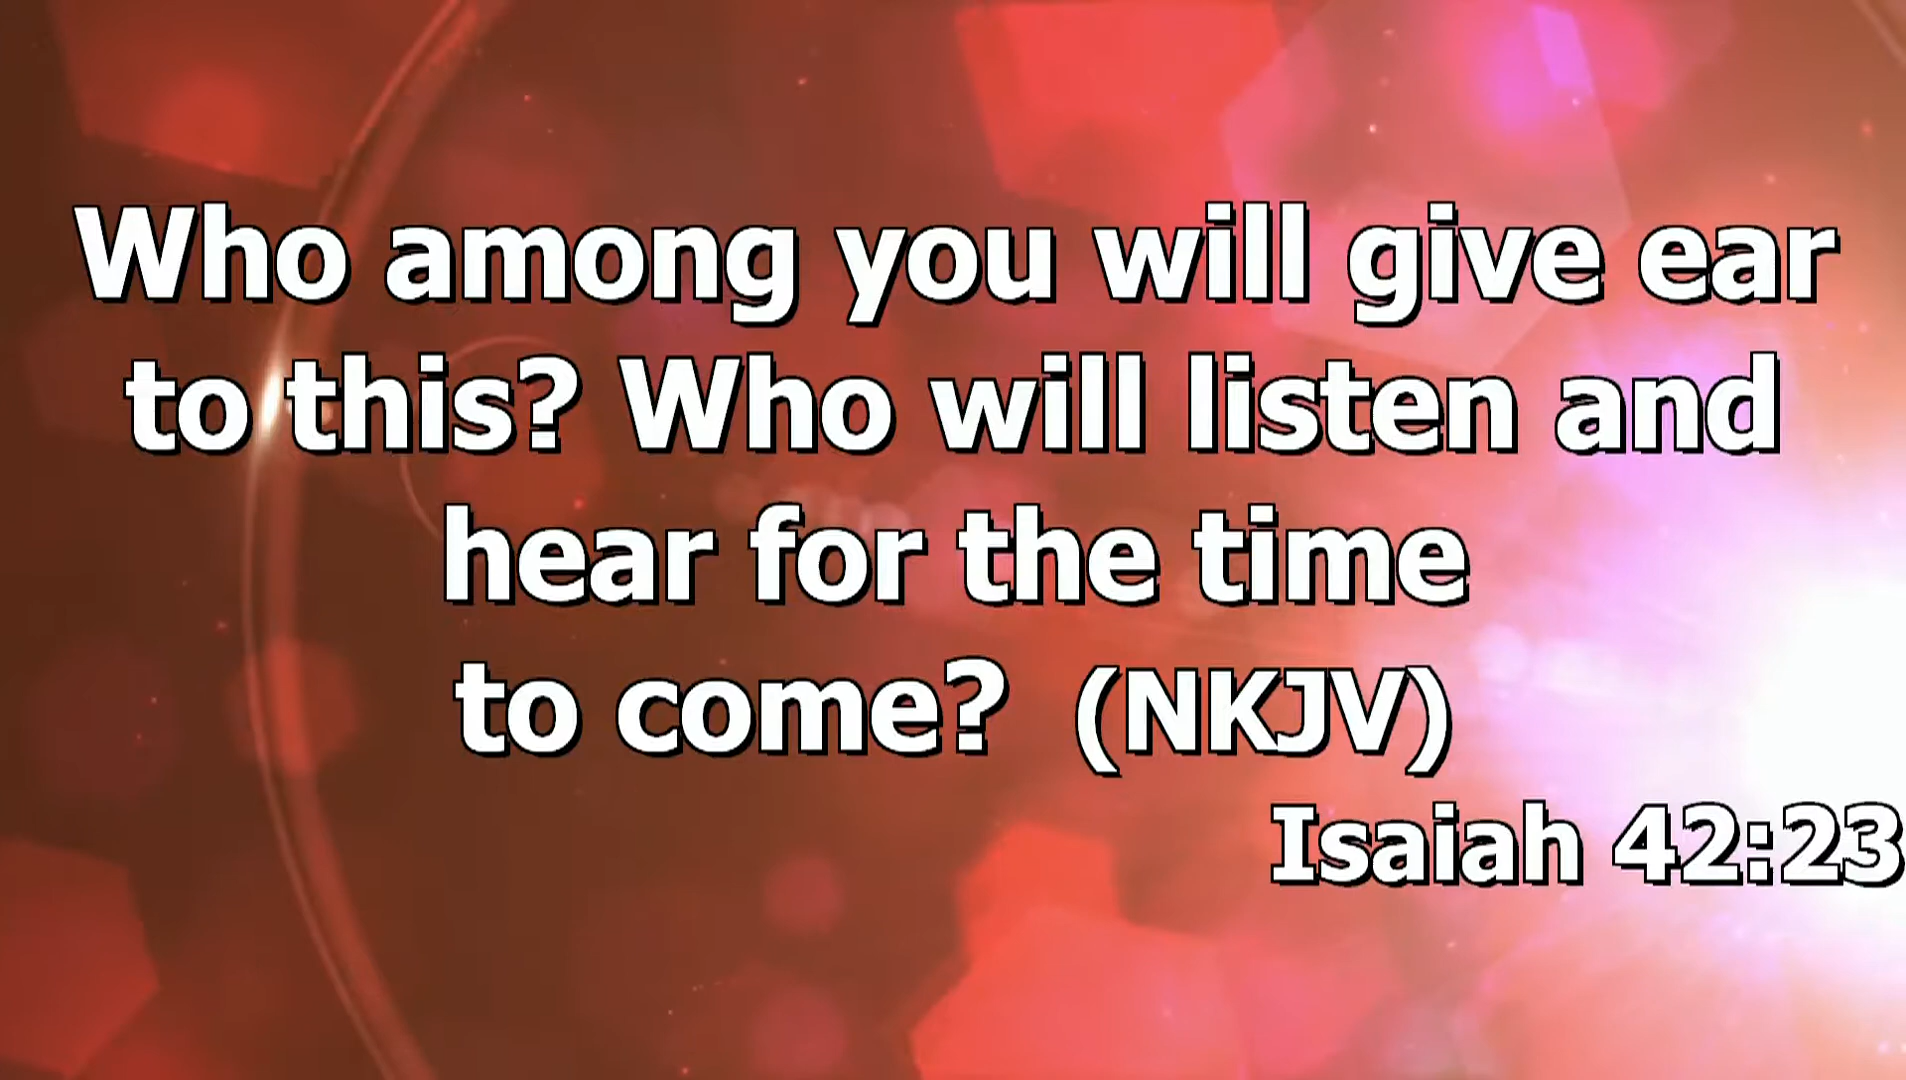 Who among you will give ear
to this? Who will listen and
hear for the time
to come? (NKJV)
Isaiah 42:23